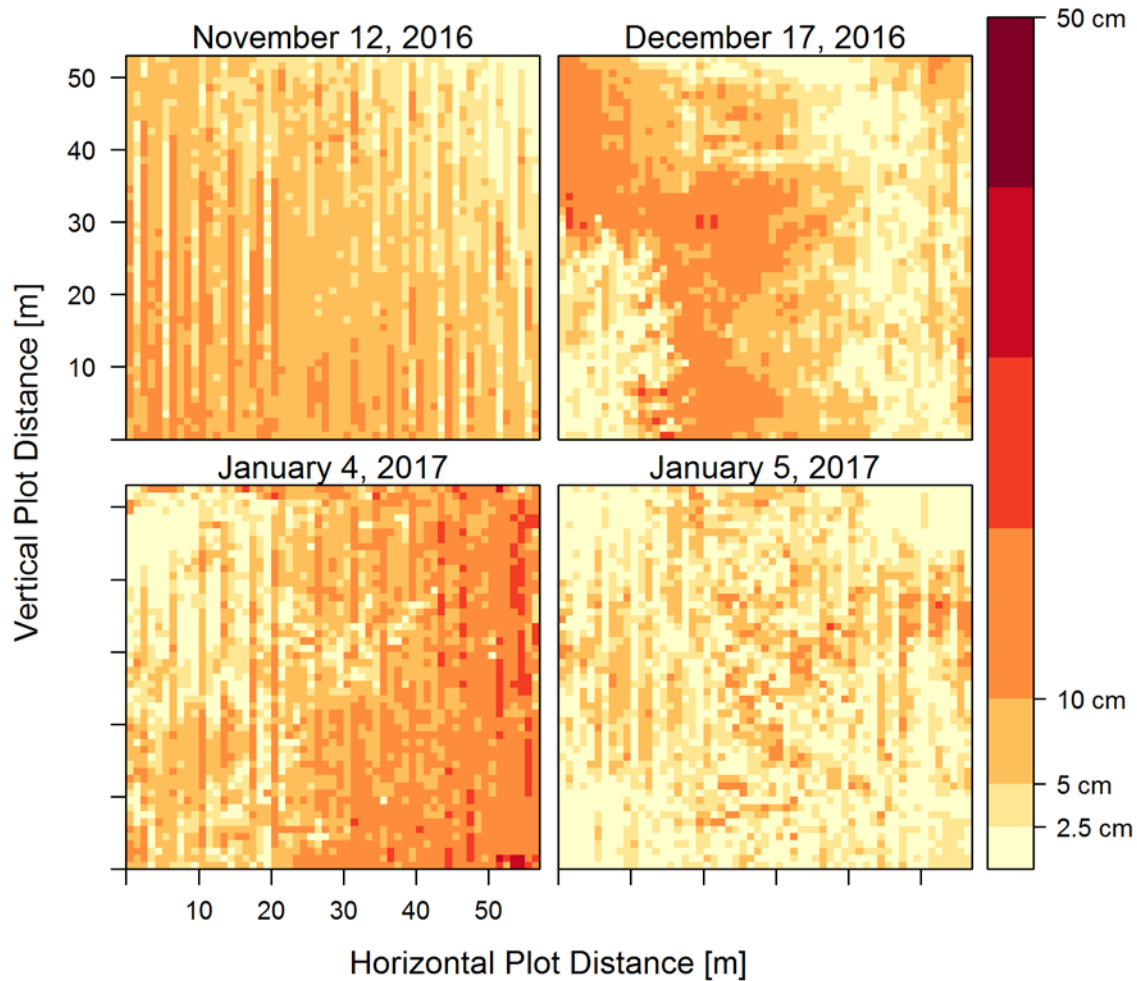 November 12, 2016
December 17, 2016
50 cm
50
40
30
20
10
10 cm
5 cm
2.5 cm
January 4, 2017
January 5, 2017
Vertical Plot Distance [m]
10
20
30
40
50
Horizontal Plot Distance [m]